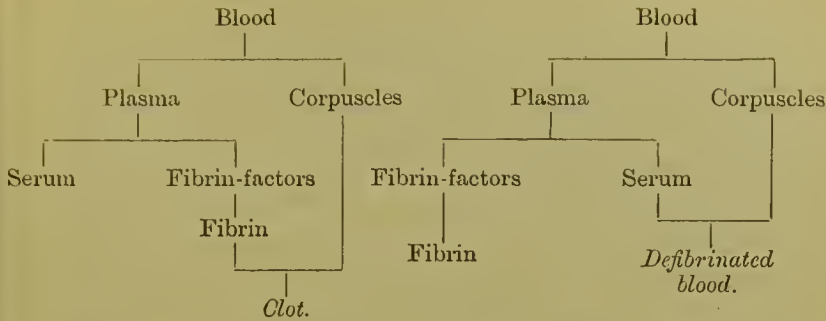 Blood
Plasma Corpuscles
Serum Fibrin-factors
Fibrin
Clot.
Blood
Plasma Corpuscles
Fibrin-factors Serum
Fibrin
Defibrinated
blood.